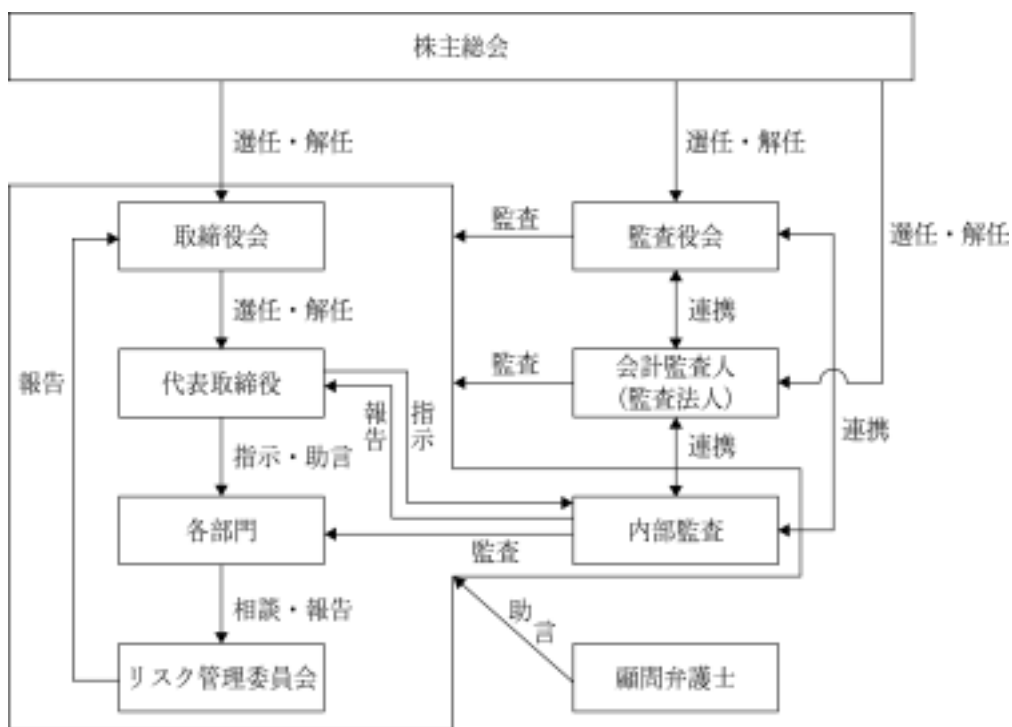 株主総会
選任・解任
選任・解任
選任・解任
取締役会
監査
監査役会
選任・解任
連携
報告
代表取締役
監査
会計監査人
(監査法人)
報告
指示
連携
指示・助言
連携
各部門
監査
内部監査
相談・報告
助言
リスク管理委員会
顧問弁護士